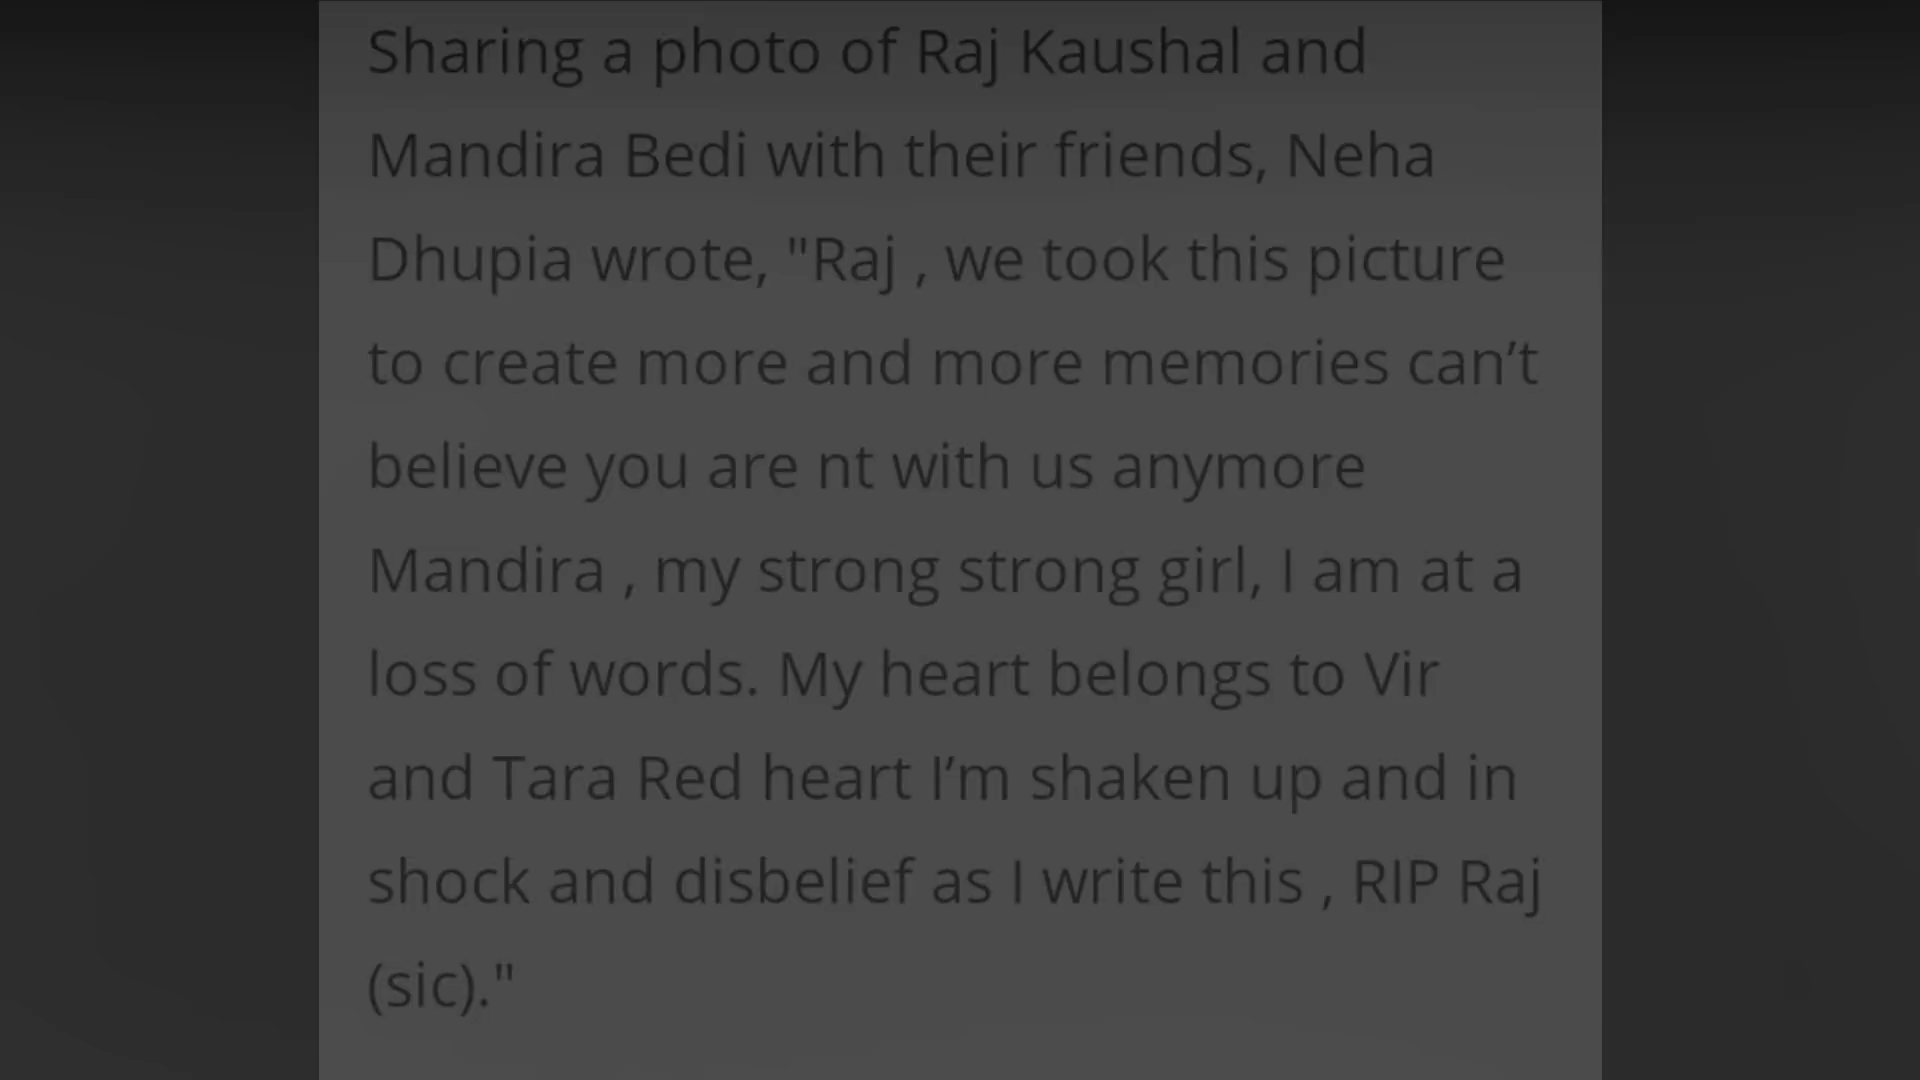 Sharing a photo of Raj Kaushal and
Mandira Bedi with their friends, Neha
Dhupia wrote, "Raj , we took this picture
to create more and more memories can’t
believe you are nt with us anymore
Mandira , my strong strong girl, I am at a
loss of words. My heart belongs to Vir
and Tara Red heart I’m shaken up and in
shock and disbelief as I write this , RIP Raj
(sic)."